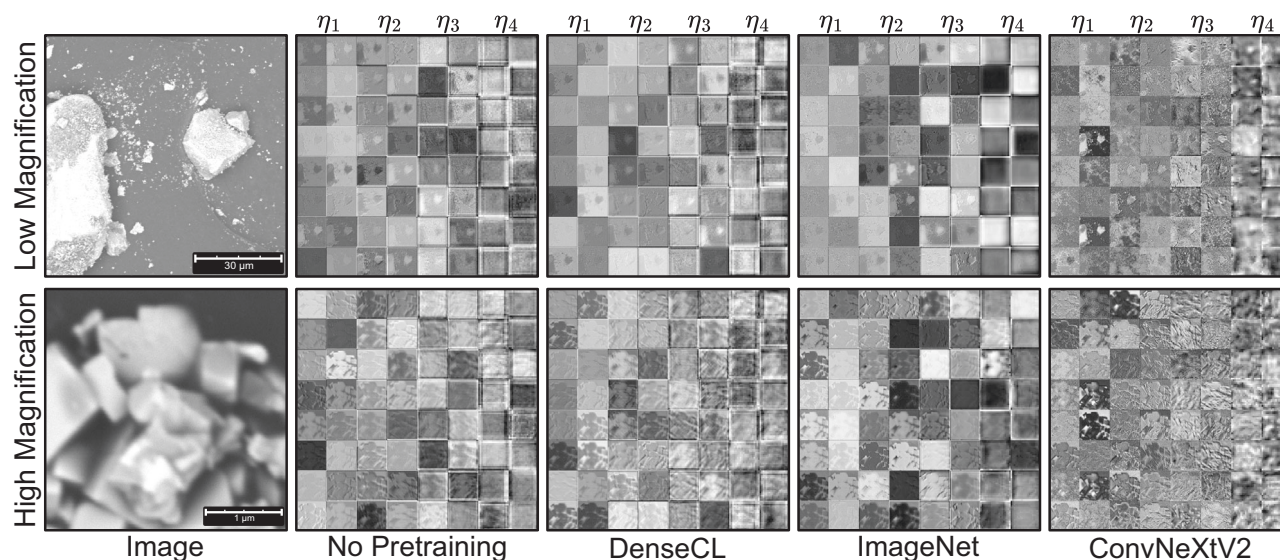 η1 η2 η3 η4 η1 η2 η3 η4 η1 η2 η3 η4 η1 η2 η3 η4
Low Magnification
30 µm
High Magnification
1 µm
Image No Pretraining DenseCL ImageNet ConvNeXtV2